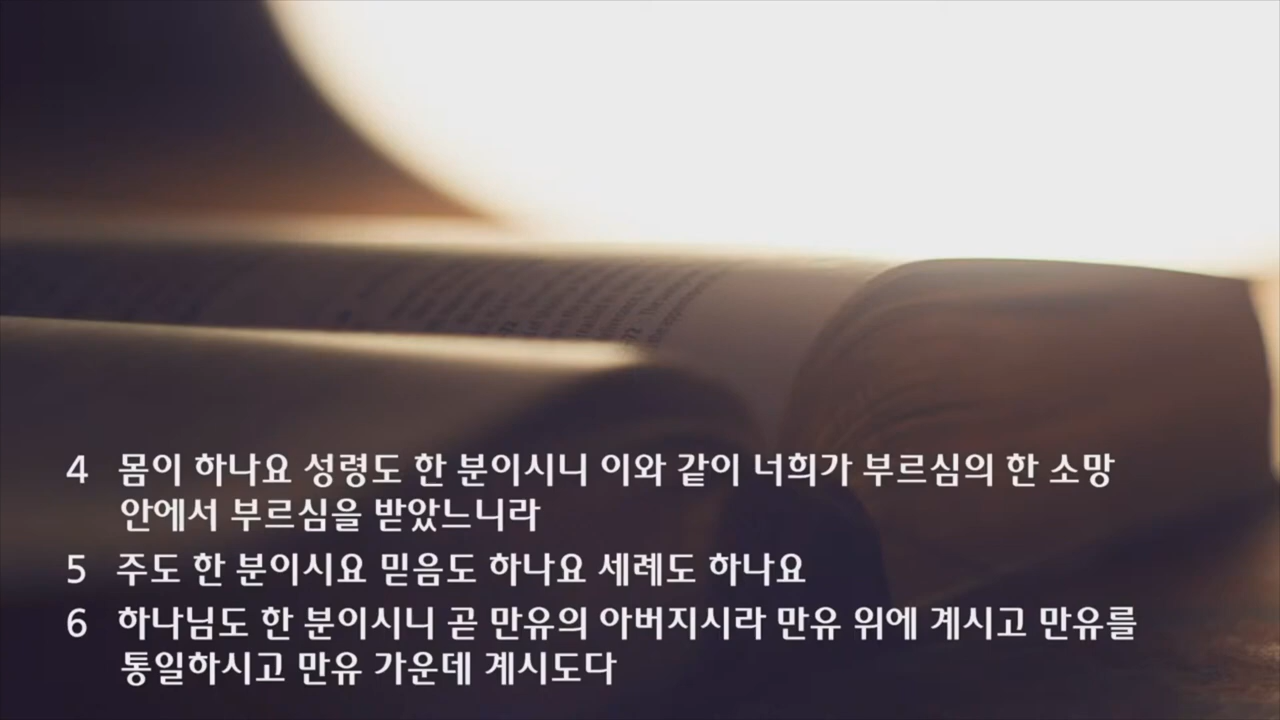 4 몸이 하나요 성령도 한 분이시니 이와 같이 너희가 부르심의 한 소망
안에서 부르심을 받았느니라
5 주도 한 분이시요 믿음도 하나요 세례도 하나요
6 하나님도 한 분이시니 곧 만유의 아버지시라 만유 위에 계시고 만유를
통일하시고 만유 가운데 계시도다